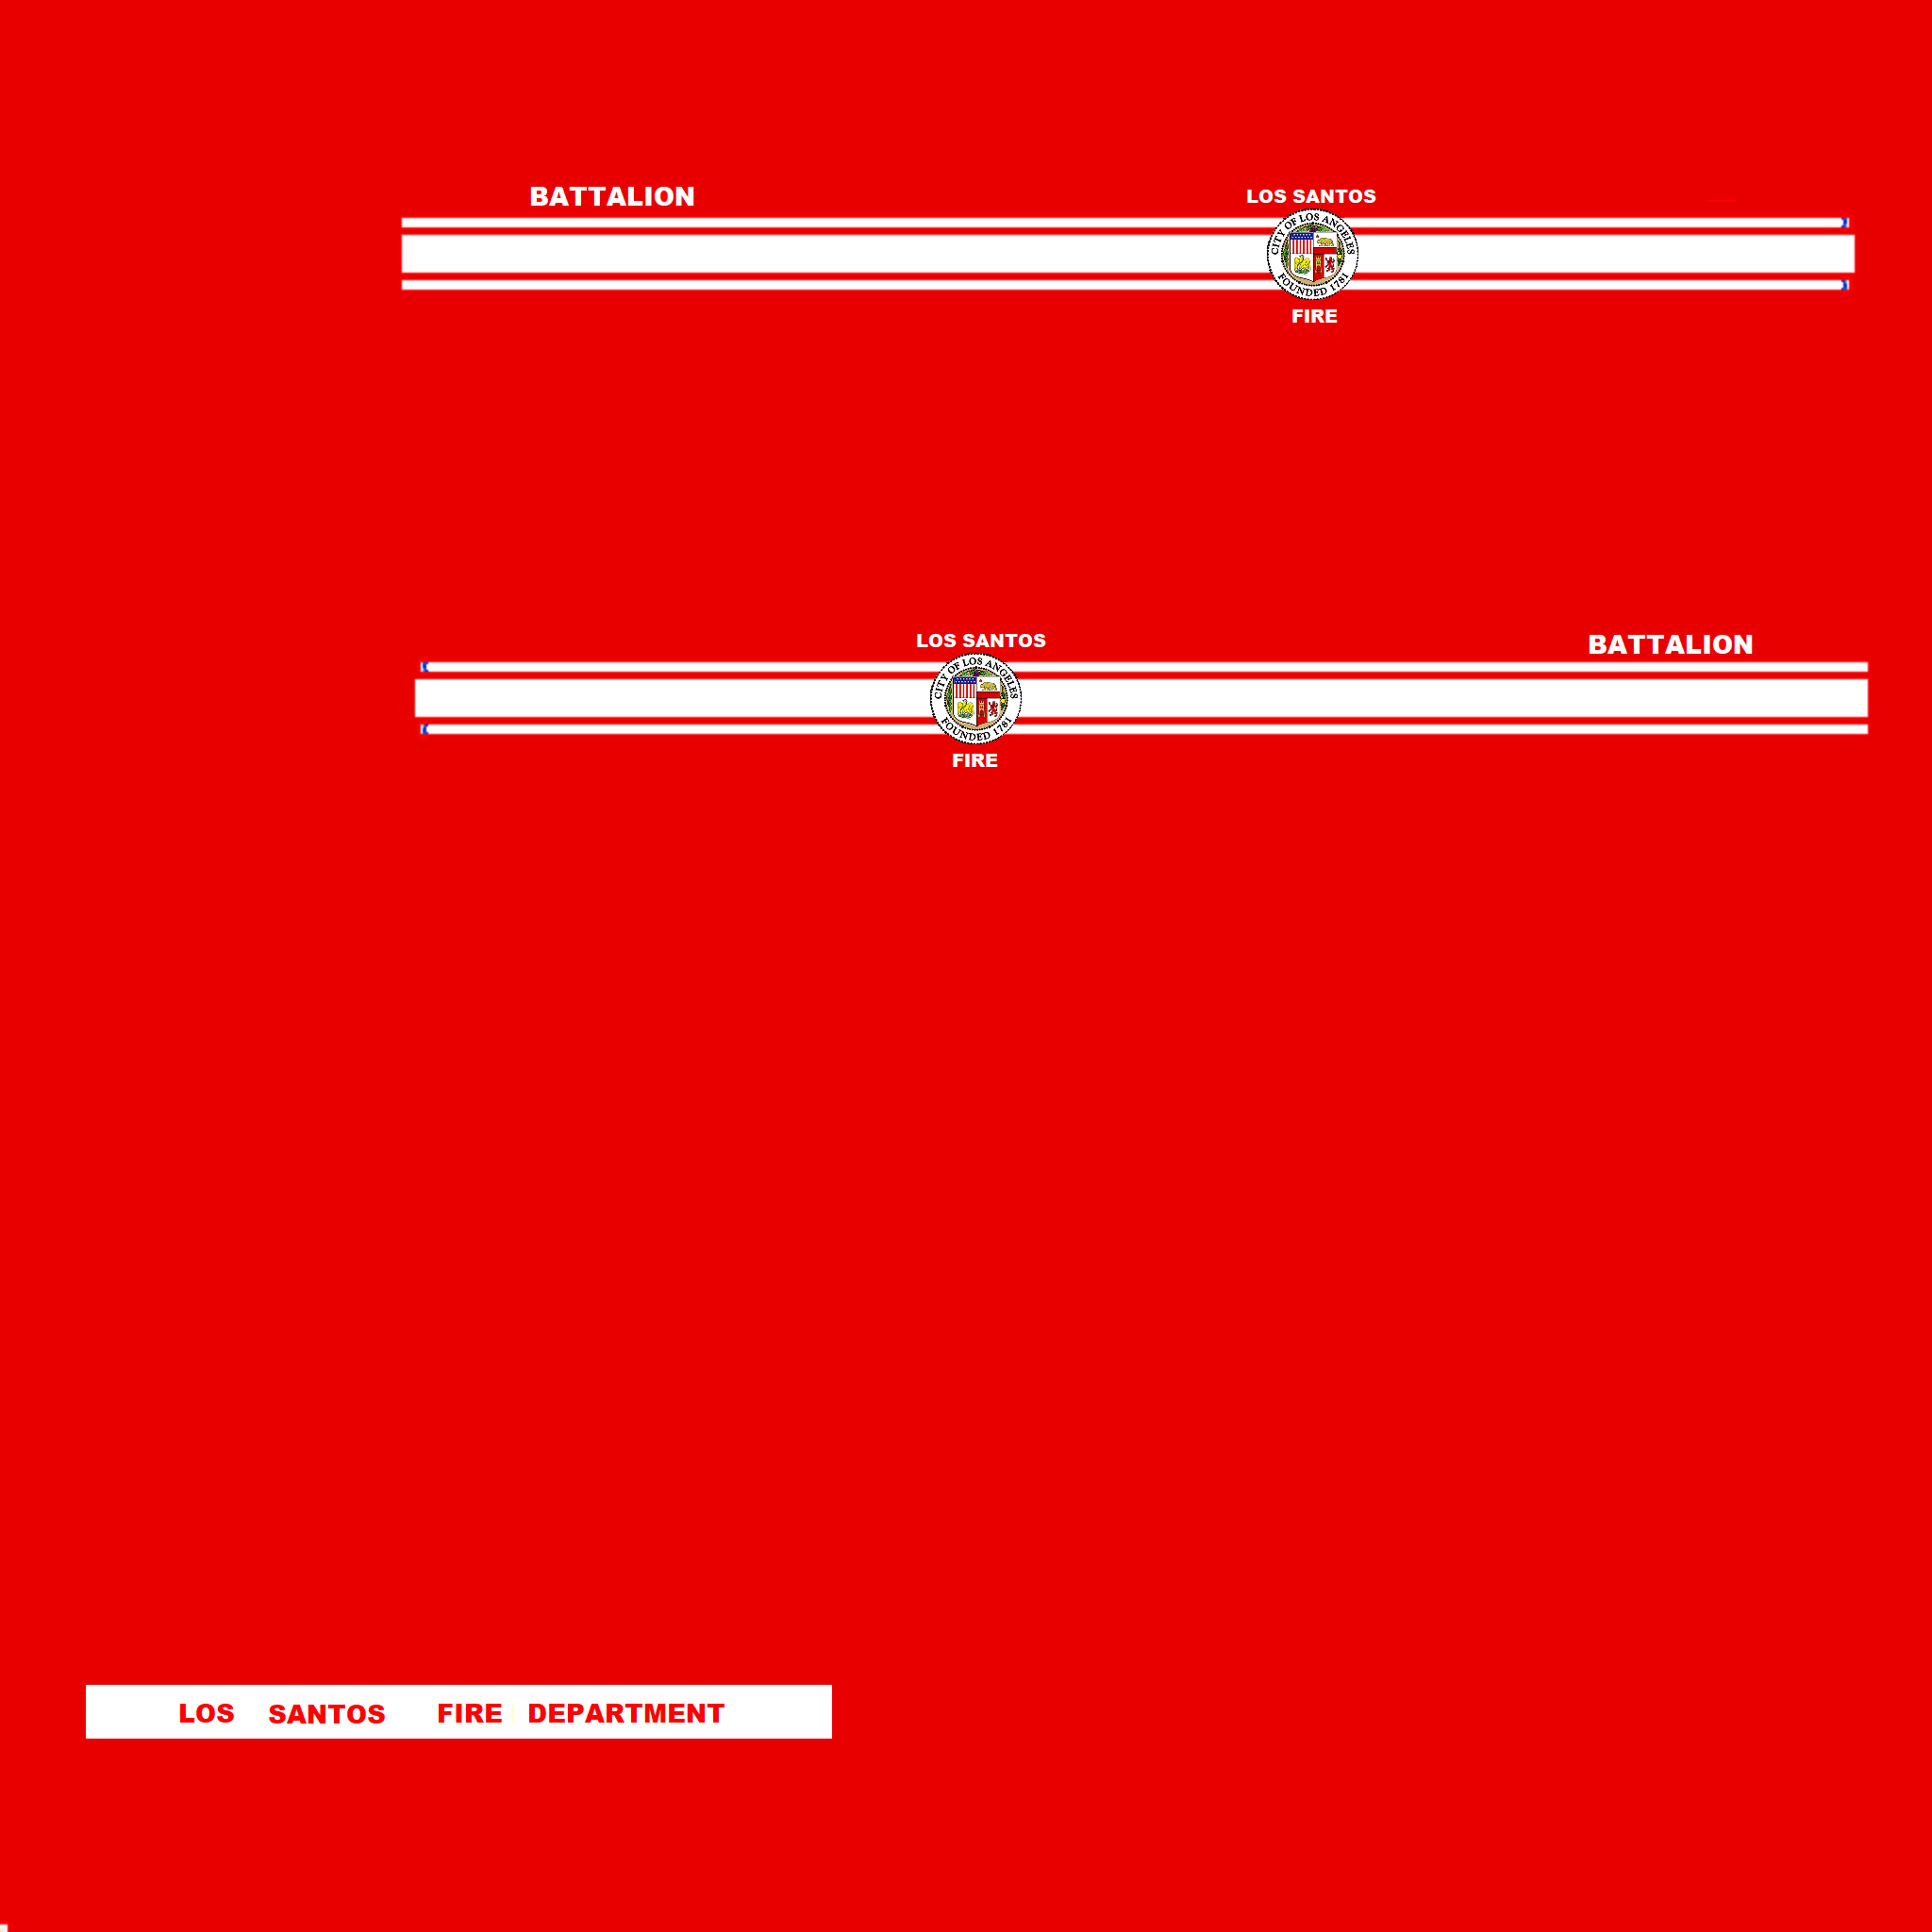 BATTALION
LOS SANTOS
CITY OF LOS ANGELES
FOUNDED 1781
FIRE
LOS SANTOS
BATTALION
CITY OF LOS ANGELES
FOUNDED 1781
FIRE
LOS SANTOS FIRE DEPARTMENT